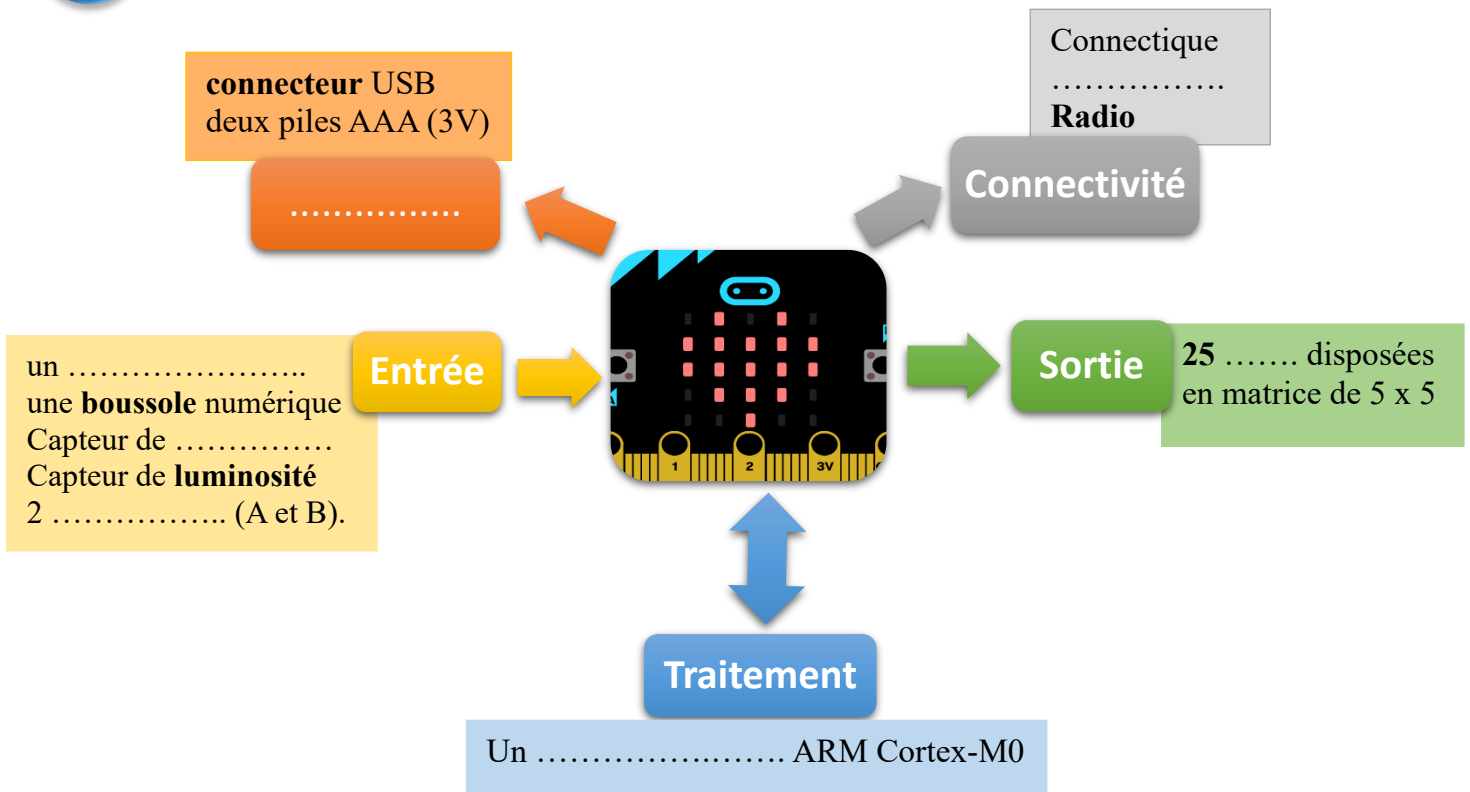 connecteur USB
deux piles AAA (3V)
…………….
Connectique
…………….
Radio
Connectivité
un …………………..
une boussole numérique
Capteur de ……………
Capteur de luminosité
2 …………….. (A et B).
Entrée
1
2
3V
Sortie
25 ……. disposées
en matrice de 5 x 5
Traitement
Un ……………..……. ARM Cortex-M0